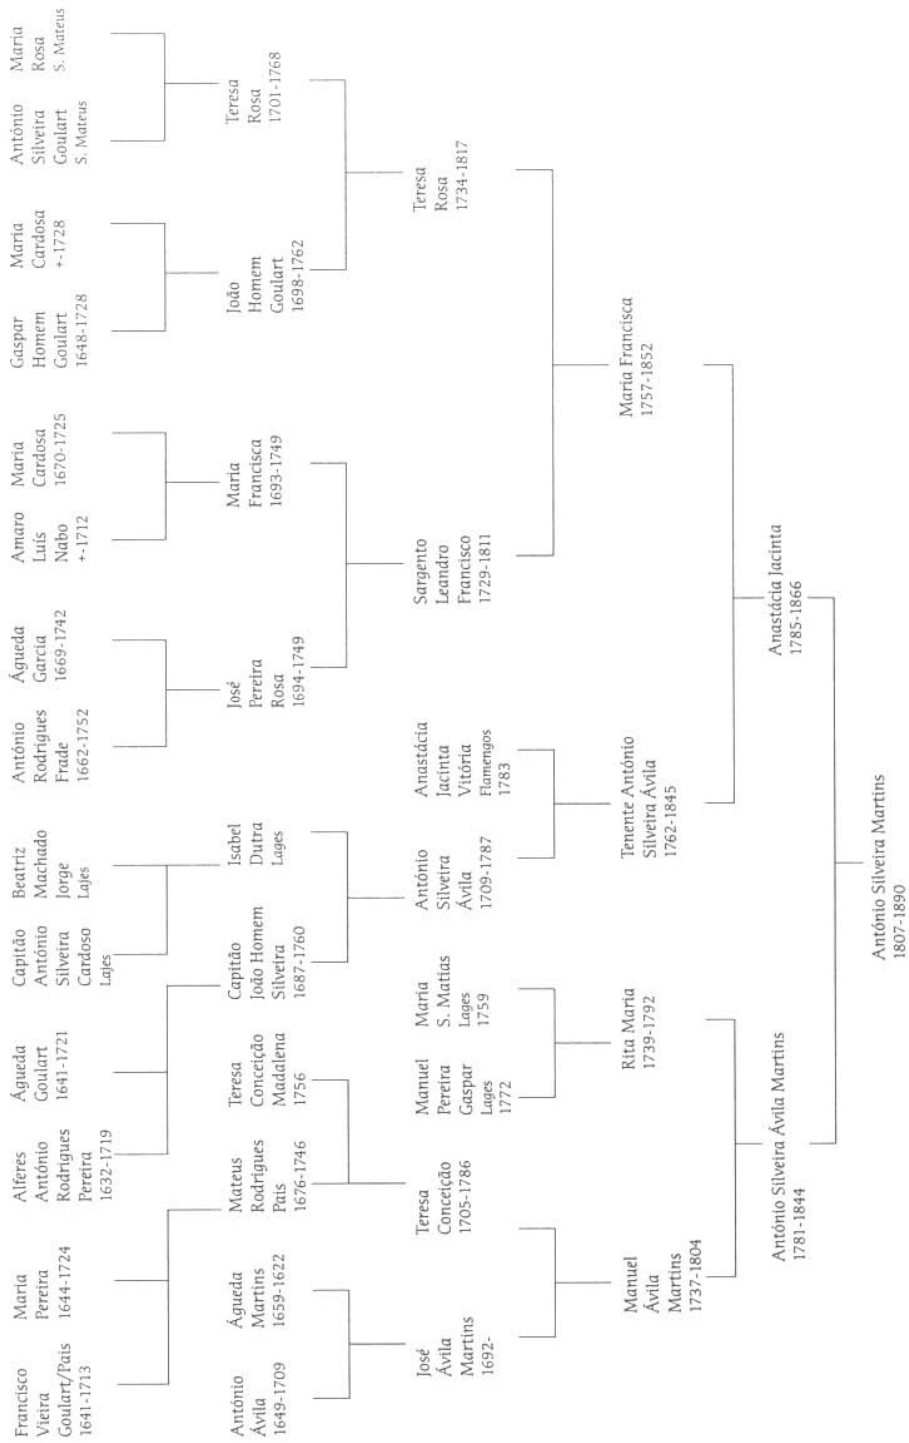 Francisco
Vieira
Goulart/Pais
1641-1713
Maria
Pereira
1644-1724
Alferes
António
Rodrigues
Pereira
1632-1719
Águeda
Goulart
1641-1721
Capitão
António
Silveira
Cardoso
Lajes
Beatriz
Machado
Jorge
Lajes
António
Rodrigues
Frade
1662-1752
Águeda
Garcia
1669-1742
Amaro
Luís
Nabo
+-1712
Maria
Cardosa
1670-1725
Gaspar
Homem
Goulart
1648-1728
Maria
Cardosa
+-1728
António
Silveira
Goulart
S. Mateus
Maria
Rosa
S. Mateus
António
Ávila
1649-1709
Águeda
Martins
1659-1622
Mateus
Rodrigues
Pais
1676-1746
Teresa
Conceição
Madalena
1756
Capitão
João Homem
Silveira
1687-1760
Isabel
Dutra
Lages
José
Pereira
Rosa
1694-1749
Maria
Francisca
1693-1749
João
Homem
Goulart
1698-1762
Teresa
Rosa
1701-1768
José
Ávila
Martins
1692-
Teresa
Conceição
1705-1786
Manuel
Pereira
Gaspar
Lages
1772
Maria
S. Matias
Lages
1759
António
Silveira
Ávila
1709-1787
Anastácia
Jacinta
Vitória
Flamengos
1783
Sargento
Leandro
Francisco
1729-1811
Teresa
Rosa
1734-1817
Manuel
Ávila
Martins
1737-1804
Rita Maria
1739-1792
Tenente António
Silveira Ávila
1762-1845
Maria Francisca
1757-1852
António Silveira Ávila Martins
1781-1844
Anastácia Jacinta
1785-1866
António Silveira Martins
1807-1890